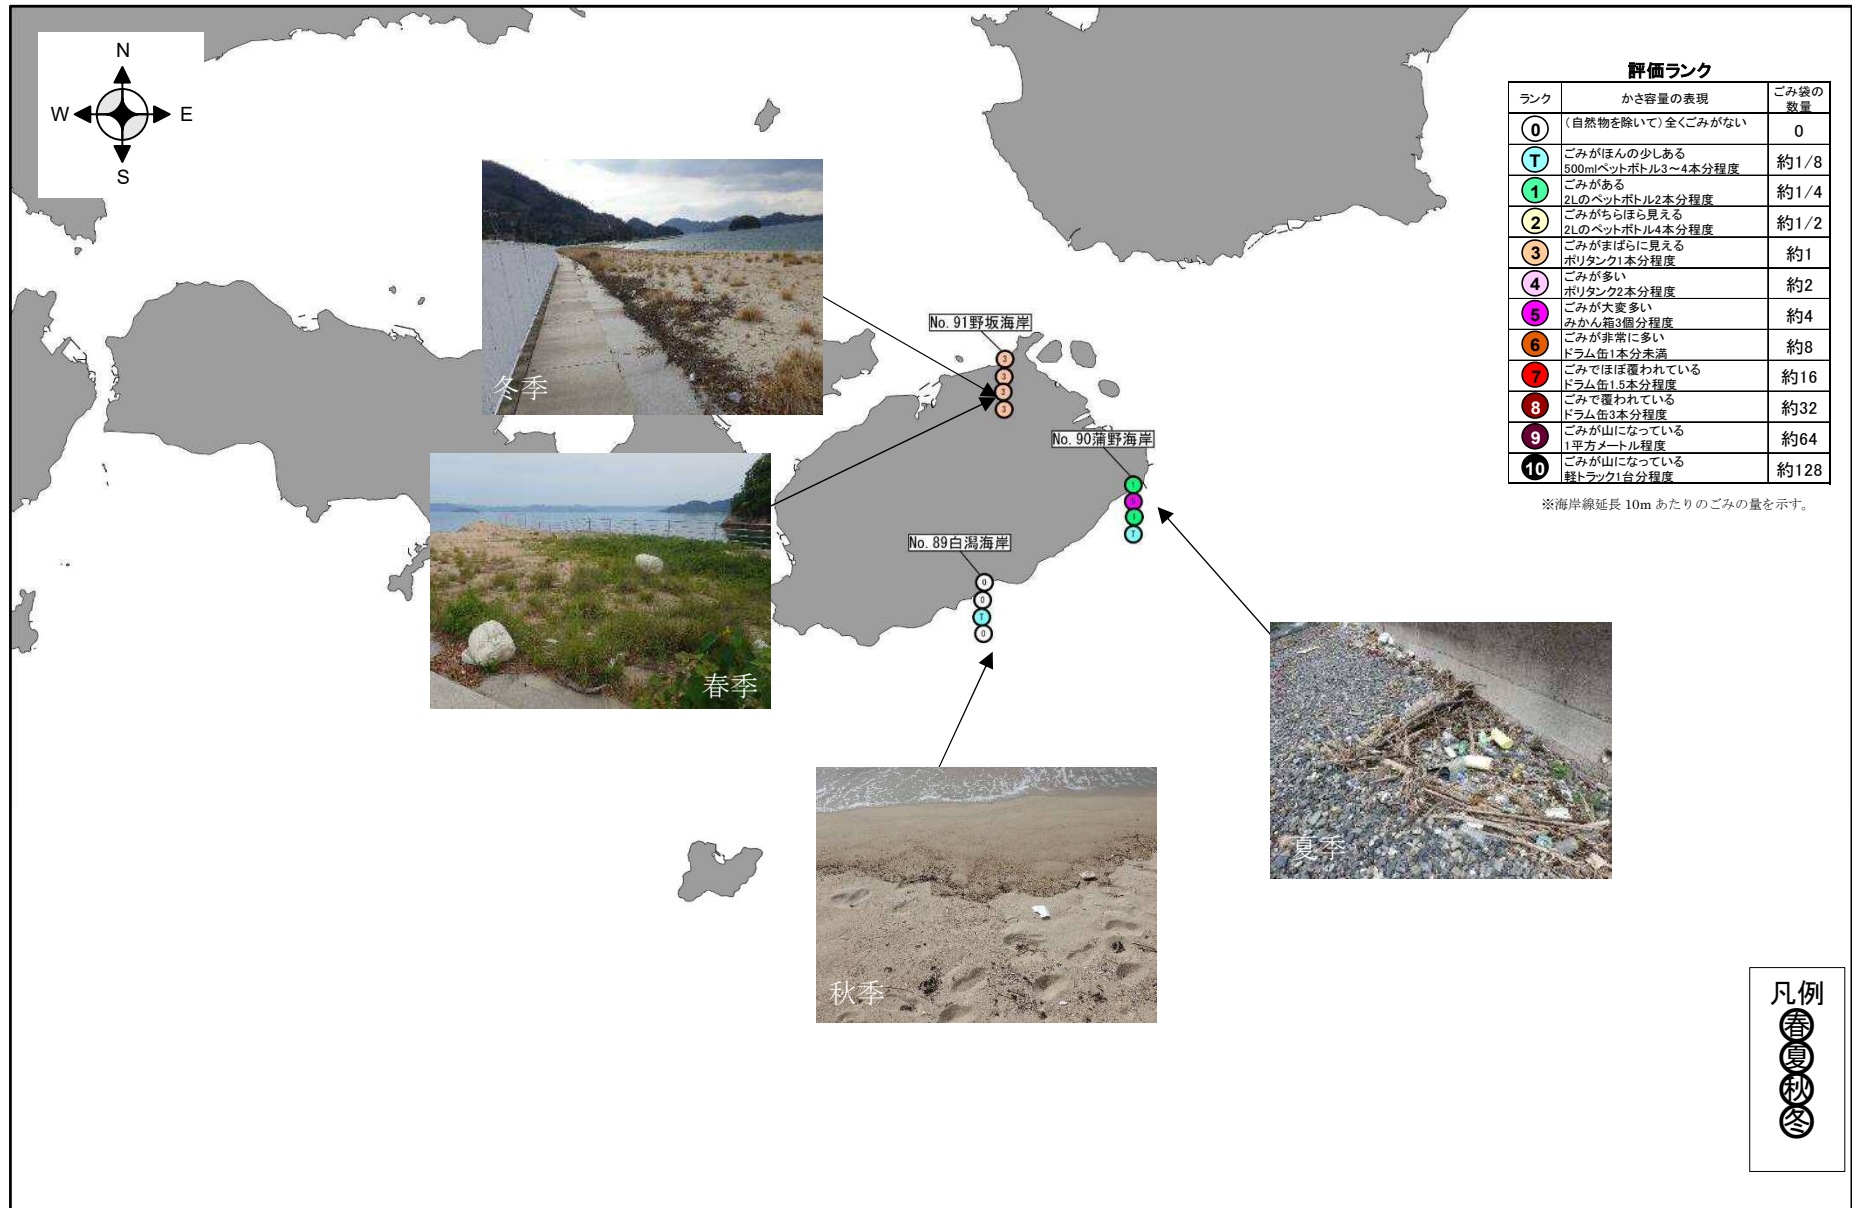 N
W
E
S
評価ランク
ランク かさ容量の表現 ごみ袋の数量
0 (自然物を除いて)全くごみがない 0
T ごみがほんの少しある 約1/8
500mlペットボトル3～4本分程度
1 ごみがある 約1/4
2Lのペットボトル2本分程度
2 ごみがちらほら見える 約1/2
2Lのペットボトル4本分程度
3 ごみがまばらに見える 約1
ポリタンク1本分程度
4 ごみが多い 約2
ポリタンク2本分程度
5 ごみが大変多い 約4
みかん箱3個分程度
6 ごみが非常に多い 約8
ドラム缶1本分未満
7 ごみでほぼ覆われている 約16
ドラム缶1.5本分程度
8 ごみで覆われている 約32
ドラム缶3本分程度
9 ごみが山になっている 約64
1平方メートル程度
10 ごみが山になっている 約128
軽トラック1台分程度
※海岸線延長 10m あたりのごみの量を示す。
冬季
No. 91野坂海岸
3
3
3
3
No. 90蒲野海岸
1
5
1
T
春季
No. 89白潟海岸
0
0
T
0
夏季
秋季
凡例
春
夏
秋
冬